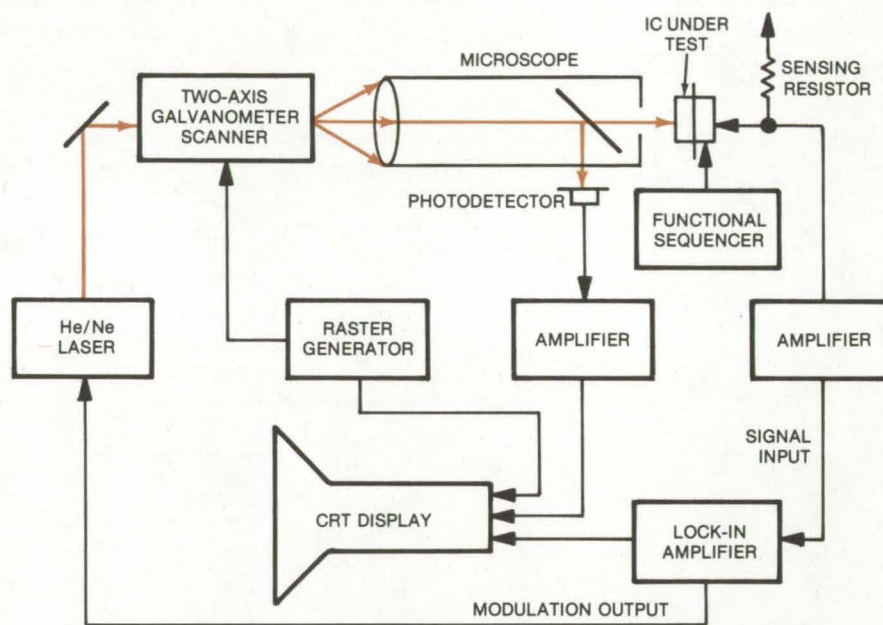 IC UNDER
TEST
MICROSCOPE
SENSING
RESISTOR
TWO-AXIS
GALVANOMETER
SCANNER
PHOTODETECTOR
FUNCTIONAL
SEQUENCER
He/Ne
LASER
RASTER
GENERATOR
AMPLIFIER
AMPLIFIER
SIGNAL
INPUT
CRT DISPLAY
LOCK-IN
AMPLIFIER
MODULATION OUTPUT